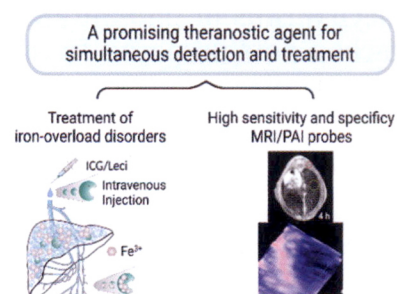 A promising theranostic agent for
simultaneous detection and treatment
Treatment of
iron-overload disorders
High sensitivity and specificy
MRI/PAI probes
ICG/Leci
Intravenous
Injection
Fe³⁺
4 h